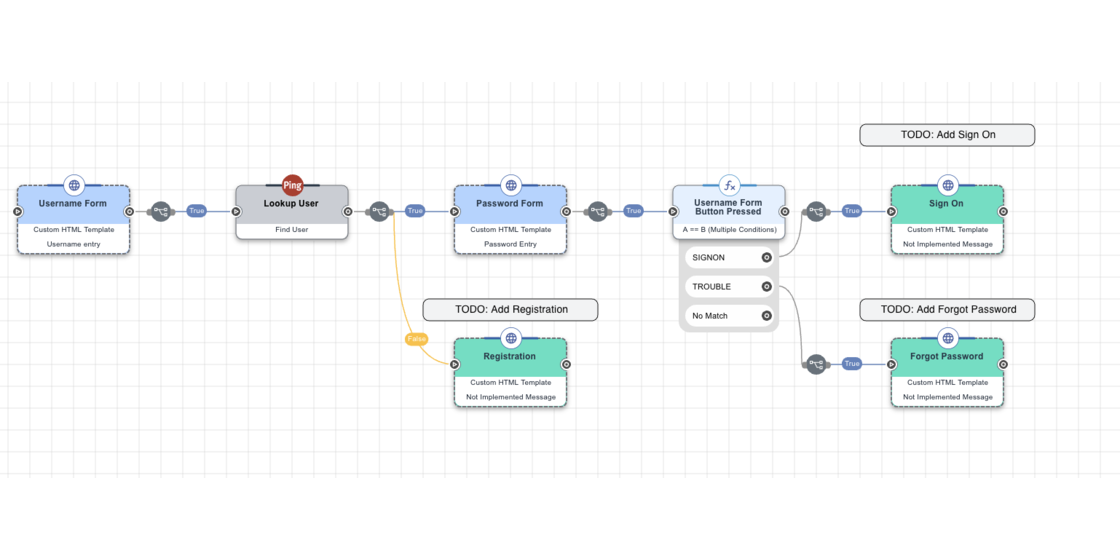 TODO: Add Sign On
Username Form
Custom HTML Template
Username entry
True
Ping
Lookup User
Find User
True
Password Form
Custom HTML Template
Password Entry
True
fx
Username Form
Button Pressed
A == B (Multiple Conditions)
SIGNON
TROUBLE
No Match
True
Sign On
Custom HTML Template
Not Implemented Message
TODO: Add Registration
False
Registration
Custom HTML Template
Not Implemented Message
TODO: Add Forgot Password
True
Forgot Password
Custom HTML Template
Not Implemented Message